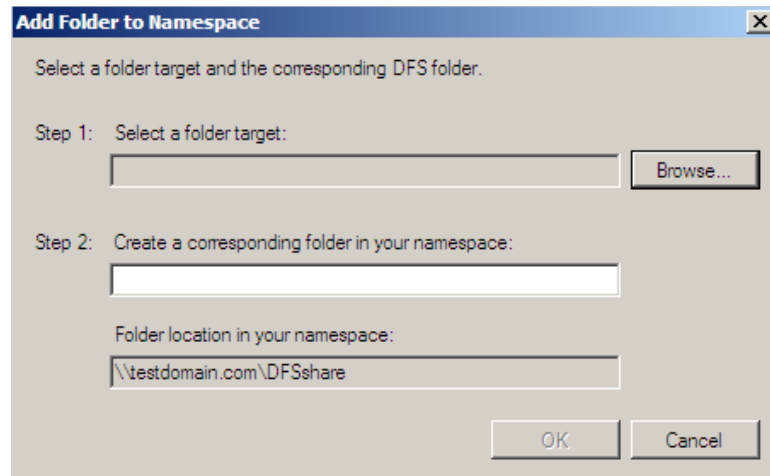 Add Folder to Namespace
Select a folder target and the corresponding DFS folder.
Step 1: Select a folder target:
Browse...
Step 2: Create a corresponding folder in your namespace:
Folder location in your namespace:
\\testdomain.com\DFSshare
OK Cancel